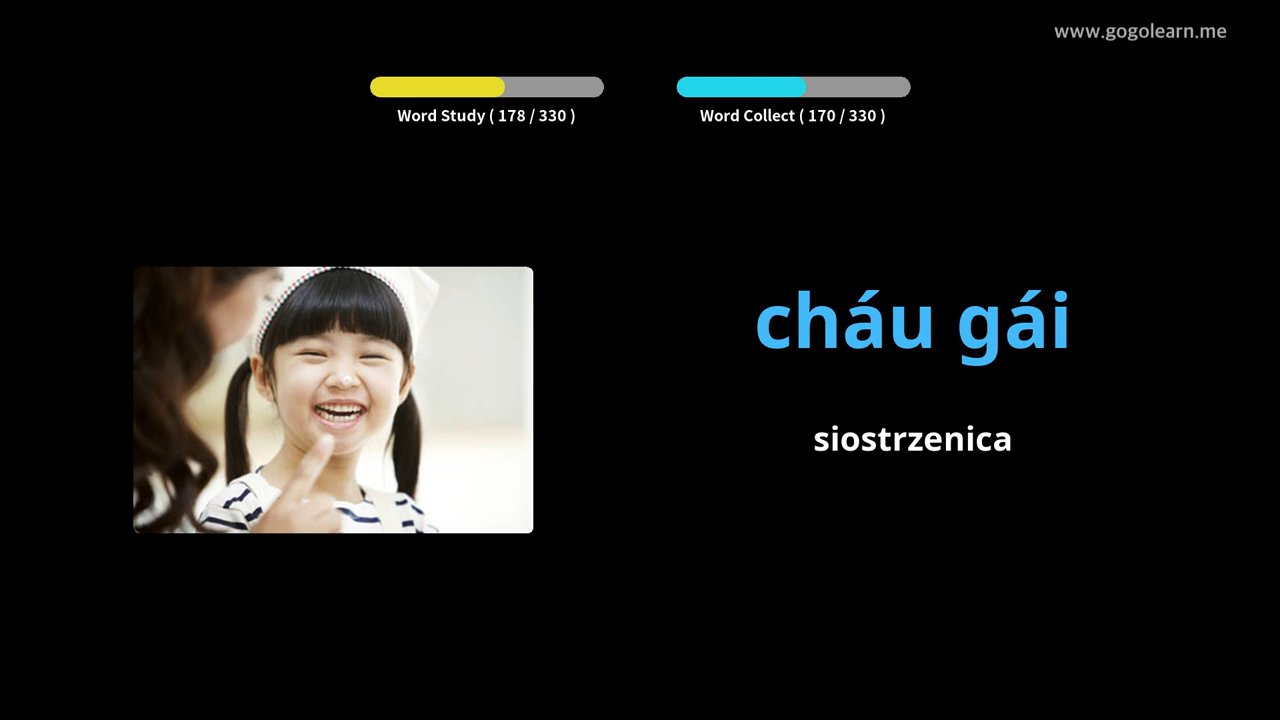 www.gogolearn.me
Word Study ( 178 / 330 )
Word Collect ( 170 / 330 )
cháu gái
siostrzenica